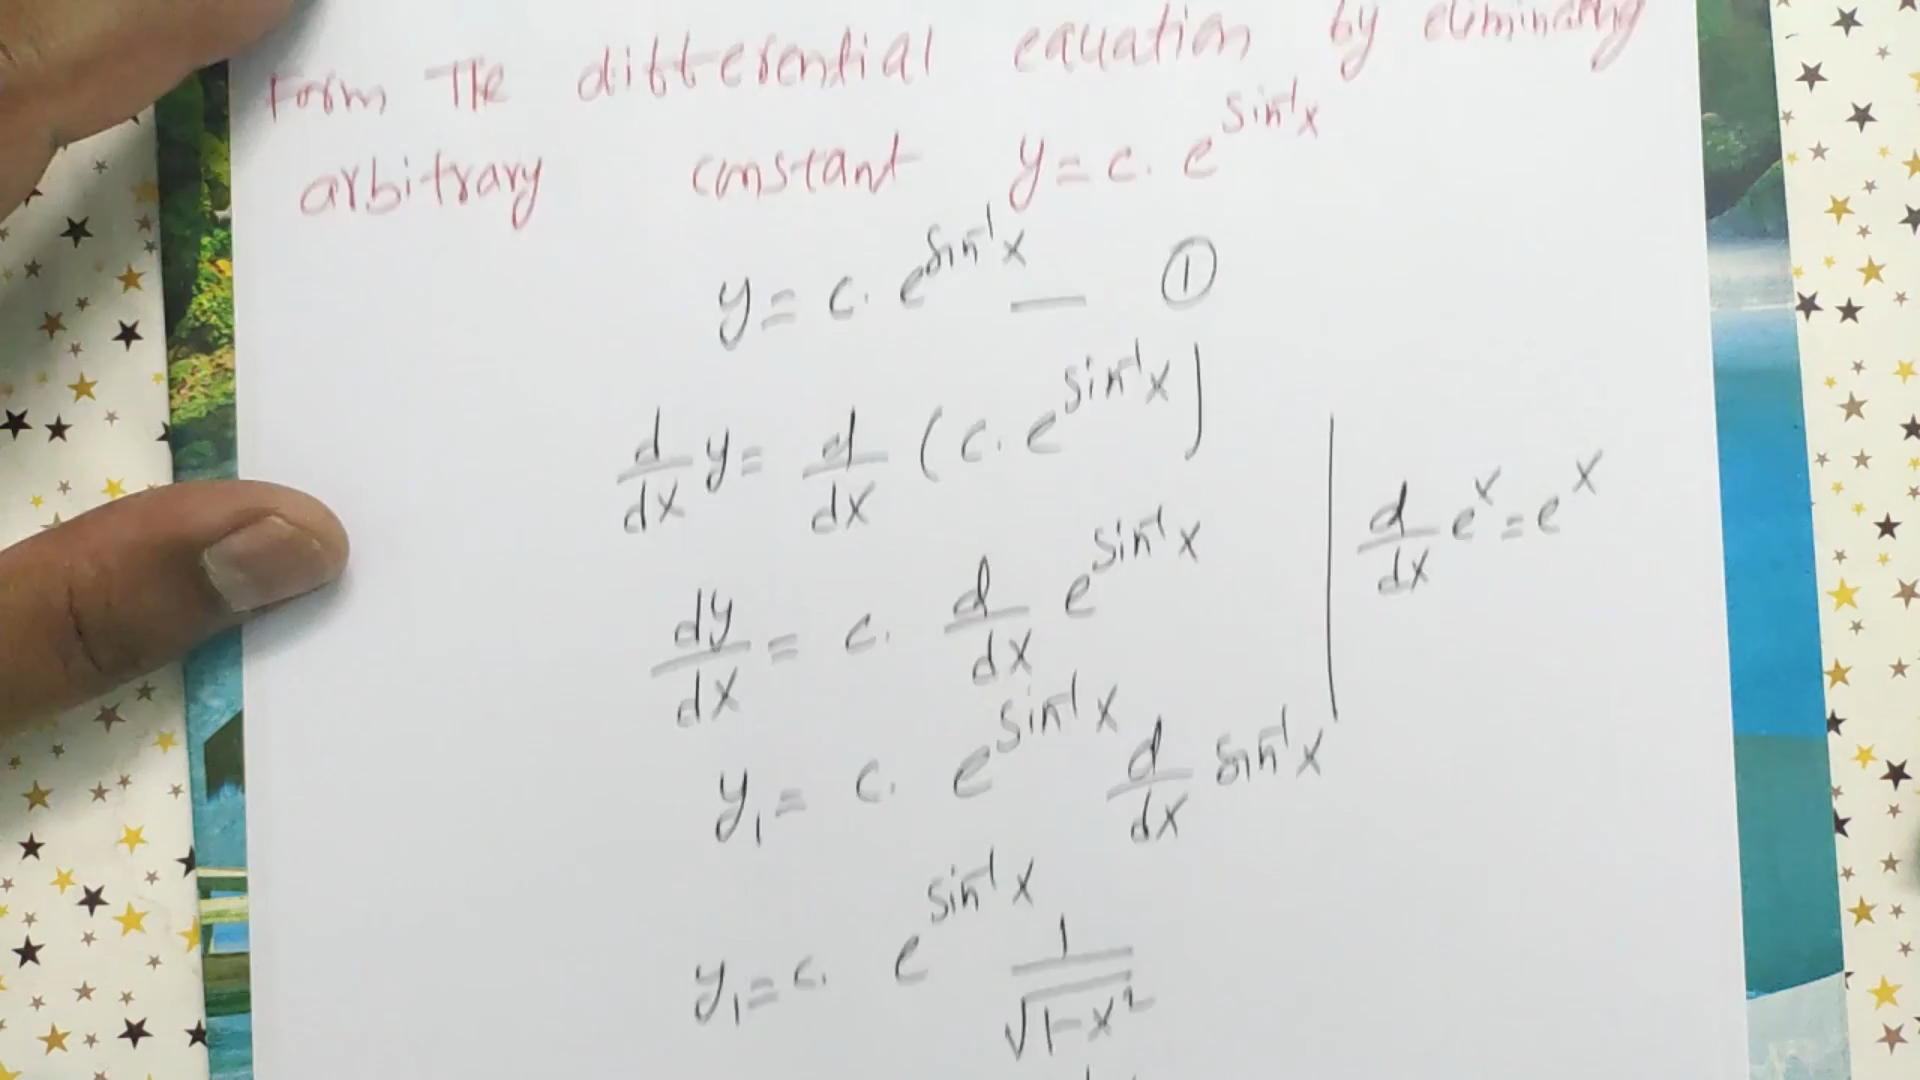 Form The differential equation by eliminating
arbitrary constant y = c. e^sin⁻¹x
y = c. e^sin⁻¹x — ①
d/dx y = d/dx (c. e^sin⁻¹x)
dy/dx = c. d/dx e^sin⁻¹x
d/dx e^x = e^x
y₁ = c. e^sin⁻¹x d/dx sin⁻¹x
y₁ = c. e^sin⁻¹x 1/√1-x²